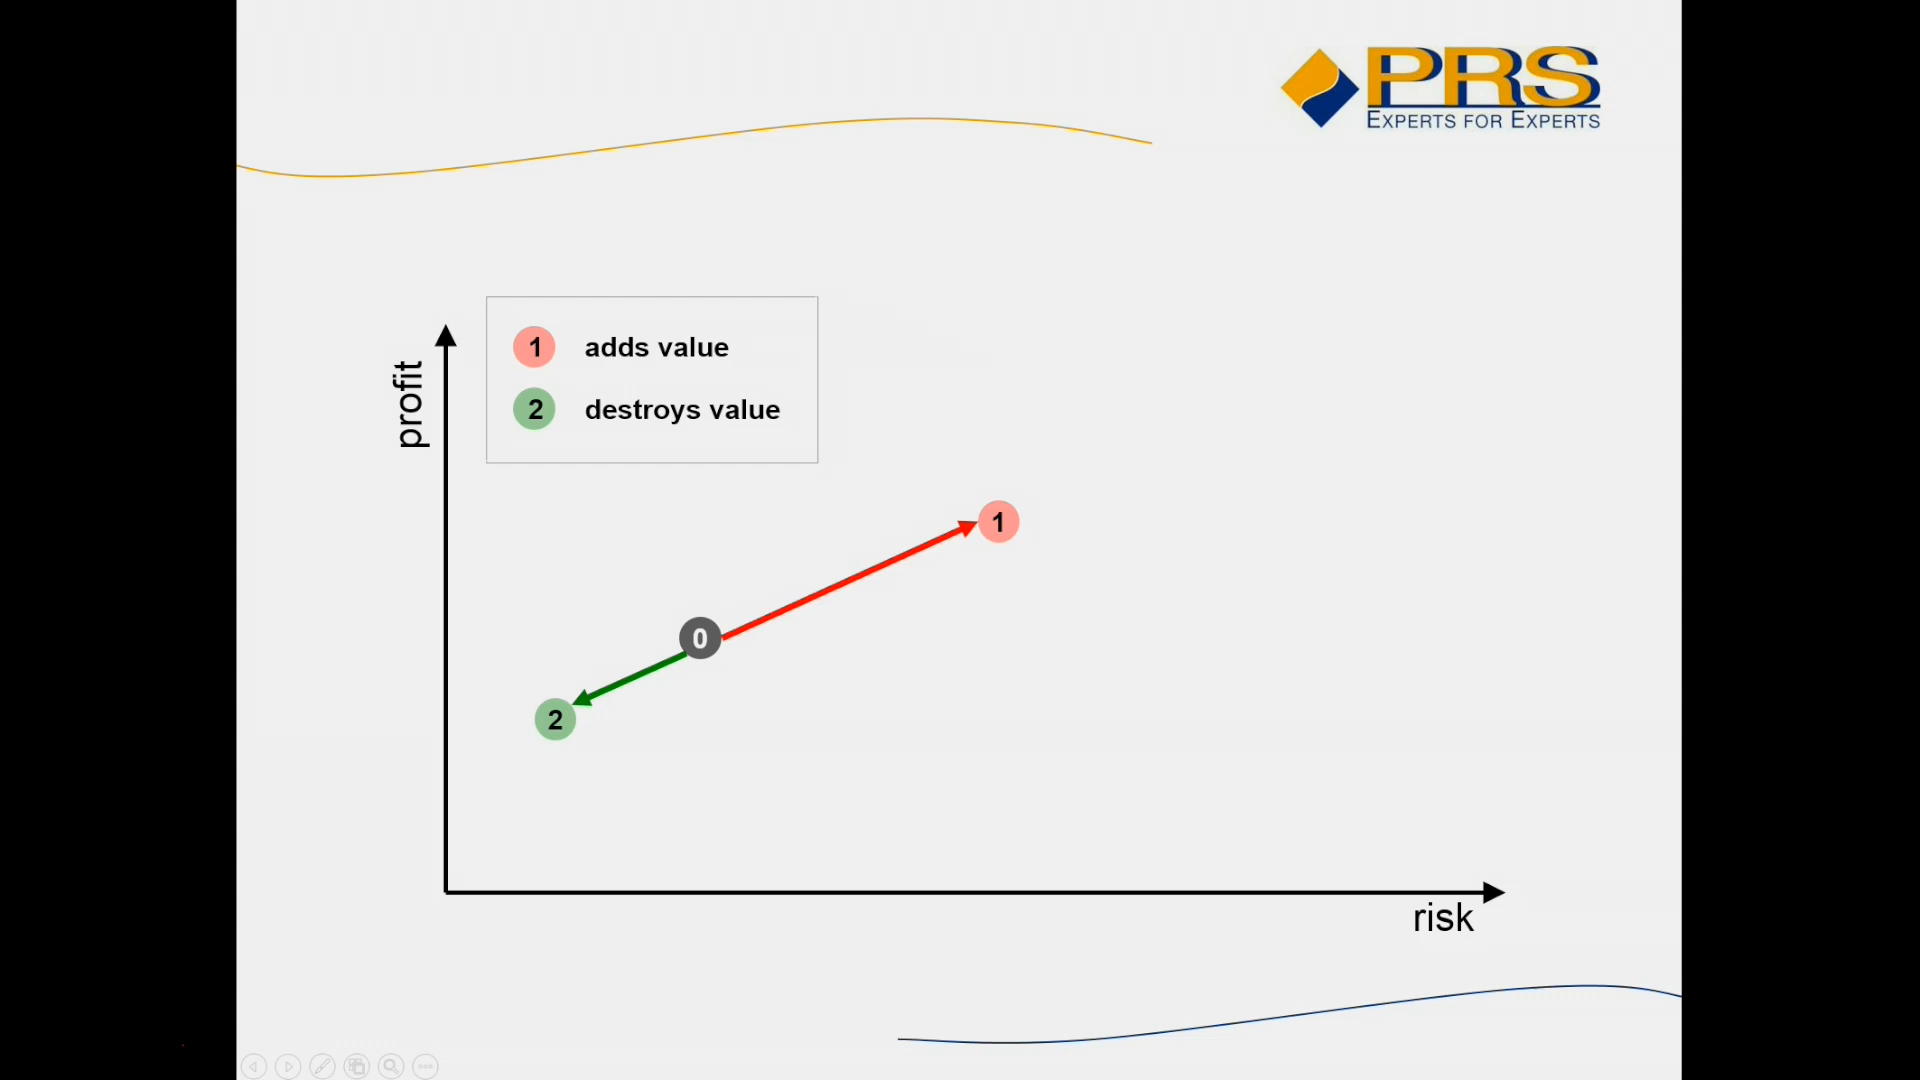 PRS
EXPERTS FOR EXPERTS
profit
1 adds value
2 destroys value
1
0
2
risk